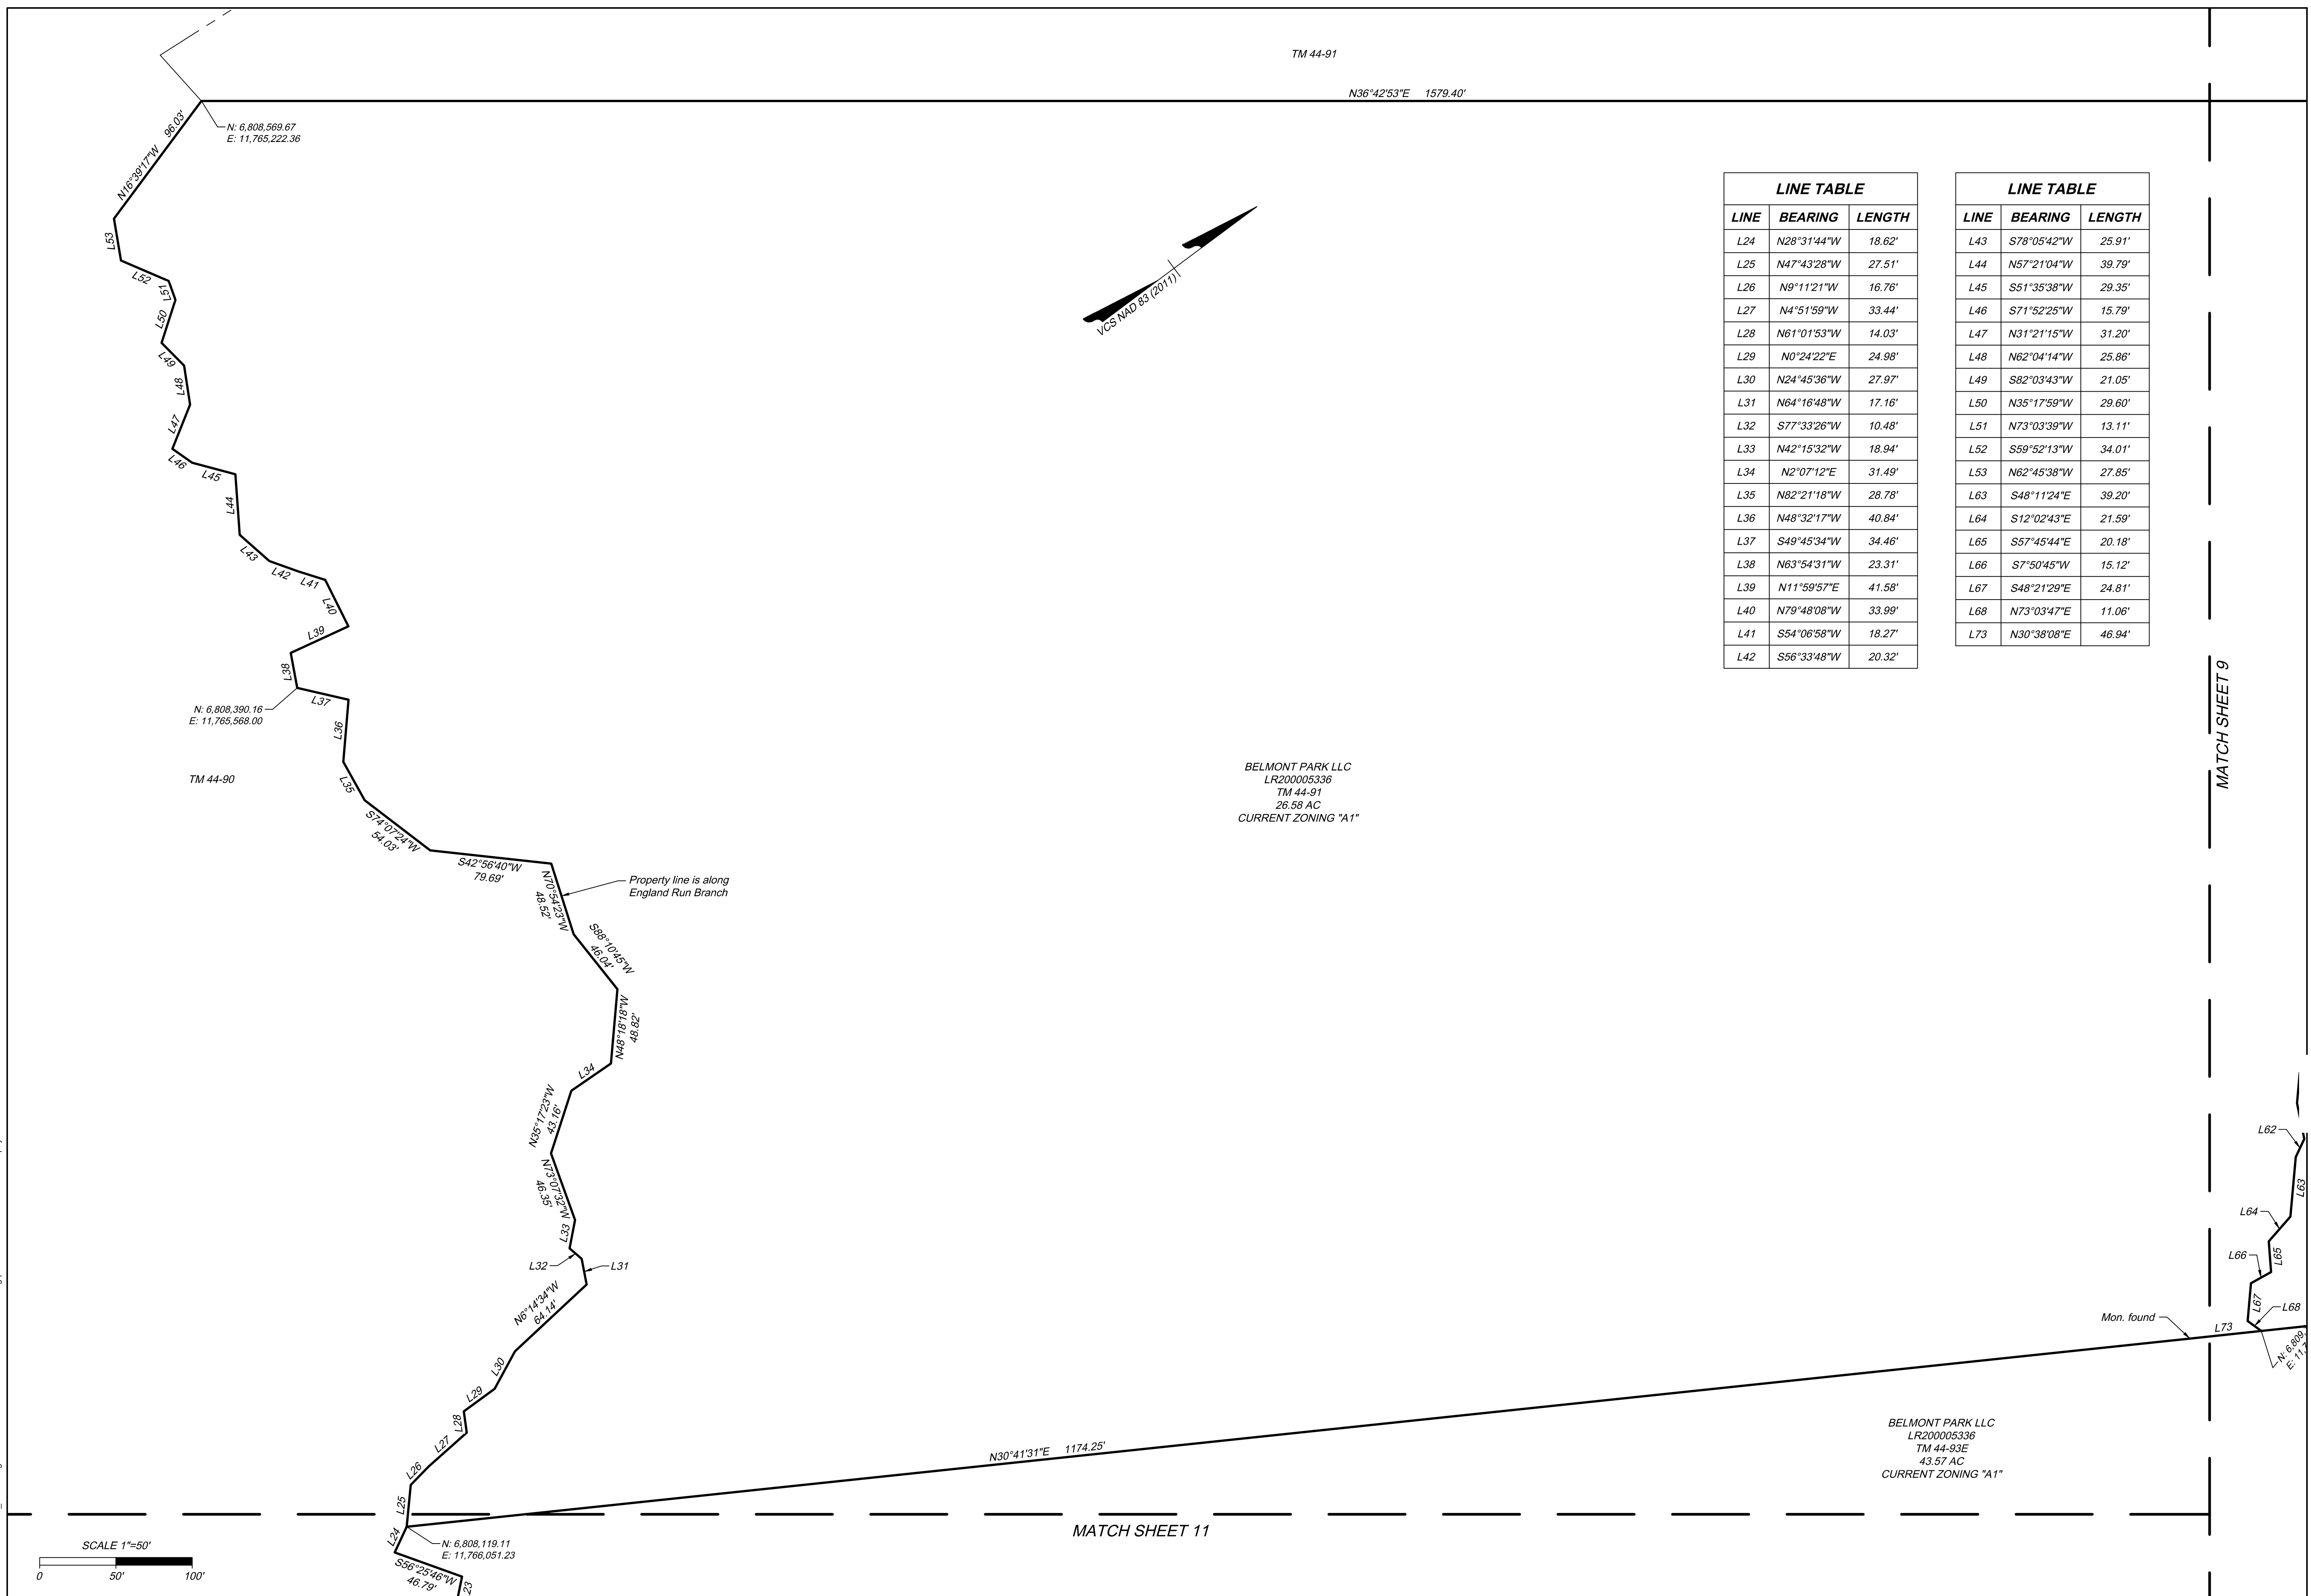 TM 44-91
N36°42'53"E 1579.40'
N: 6,808,569.67
E: 11,765,222.36
N16°39'17"W 96.03'
L53
L52
L51
L50
L49
L48
L47
L46
L45
L44
L43
L42
L41
L40
L39
L38
N: 6,808,390.16
E: 11,765,568.00
L37
L36
L35
TM 44-90
S74°07'24"W
54.03'
S42°56'40"W
79.69'
N70°54'23"W
48.52'
Property line is along
England Run Branch
S88°10'45"W
46.04'
N48°18'18"W
48.82'
L34
N35°17'23"W
43.16'
N73°07'32"W
46.35'
L33
L32
L31
N6°14'34"W
64.14'
L30
L29
L28
L27
L26
L25
L24
N: 6,808,119.11
E: 11,766,051.23
S56°25'46"W
46.79'
23
SCALE 1"=50'
0 50' 100'
VCS NAD 83 (2011)
LINE TABLE
LINE BEARING LENGTH
L24 N28°31'44"W 18.62'
L25 N47°43'28"W 27.51'
L26 N9°11'21"W 16.76'
L27 N4°51'59"W 33.44'
L28 N61°01'53"W 14.03'
L29 N0°24'22"E 24.98'
L30 N24°45'36"W 27.97'
L31 N64°16'48"W 17.16'
L32 S77°33'26"W 10.48'
L33 N42°15'32"W 18.94'
L34 N2°07'12"E 31.49'
L35 N82°21'18"W 28.78'
L36 N48°32'17"W 40.84'
L37 S49°45'34"W 34.46'
L38 N63°54'31"W 23.31'
L39 N11°59'57"E 41.58'
L40 N79°48'08"W 33.99'
L41 S54°06'58"W 18.27'
L42 S56°33'48"W 20.32'
LINE TABLE
LINE BEARING LENGTH
L43 S78°05'42"W 25.91'
L44 N57°21'04"W 39.79'
L45 S51°35'38"W 29.35'
L46 S71°52'25"W 15.79'
L47 N31°21'15"W 31.20'
L48 N62°04'14"W 25.86'
L49 S82°03'43"W 21.05'
L50 N35°17'59"W 29.60'
L51 N73°03'39"W 13.11'
L52 S59°52'13"W 34.01'
L53 N62°45'38"W 27.85'
L63 S48°11'24"E 39.20'
L64 S12°02'43"E 21.59'
L65 S57°45'44"E 20.18'
L66 S7°50'45"W 15.12'
L67 S48°21'29"E 24.81'
L68 N73°03'47"E 11.06'
L73 N30°38'08"E 46.94'
MATCH SHEET 9
BELMONT PARK LLC
LR200005336
TM 44-91
26.58 AC
CURRENT ZONING "A1"
L62
L63
L64
L65
L66
L67
L68
Mon. found
L73
N: 6,809,
E: 11,7
N30°41'31"E 1174.25'
BELMONT PARK LLC
LR200005336
TM 44-93E
43.57 AC
CURRENT ZONING "A1"
MATCH SHEET 11